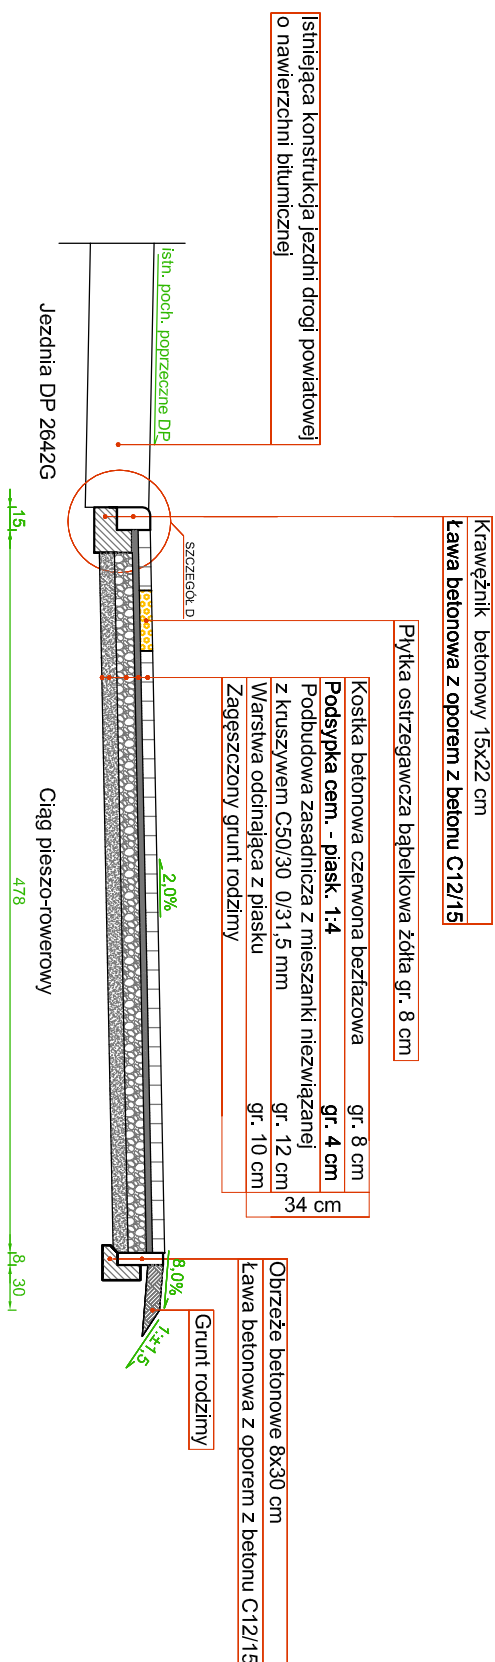 Krawężnik betonowy 15x22 cm
Ława betonowa z oporem z betonu C12/15
Płytka ostrzegawcza bąbelkowa żółta gr. 8 cm
Istniejąca konstrukcja jezdni drogi powiatowej
o nawierzchni bitumicznej
Kostka betonowa czerwona bezfazowa gr. 8 cm
Podsypka cem. - piask. 1:4 gr. 4 cm
Podbudowa zasadnicza z mieszanki niezwiązanej
z kruszywem C50/30 0/31,5 mm gr. 12 cm
Warstwa odcinająca z piasku gr. 10 cm
Zagęszczony grunt rodzimy
34 cm
Obrzeże betonowe 8x30 cm
Ława betonowa z oporem z betonu C12/15
Grunt rodzimy
SZCZEGÓŁ D
istn. poch. poprzeczne DP
2,0%
8,0%
1:±1,5
Jezdnia DP 2642G
Ciąg pieszo-rowerowy
15
478
8
30